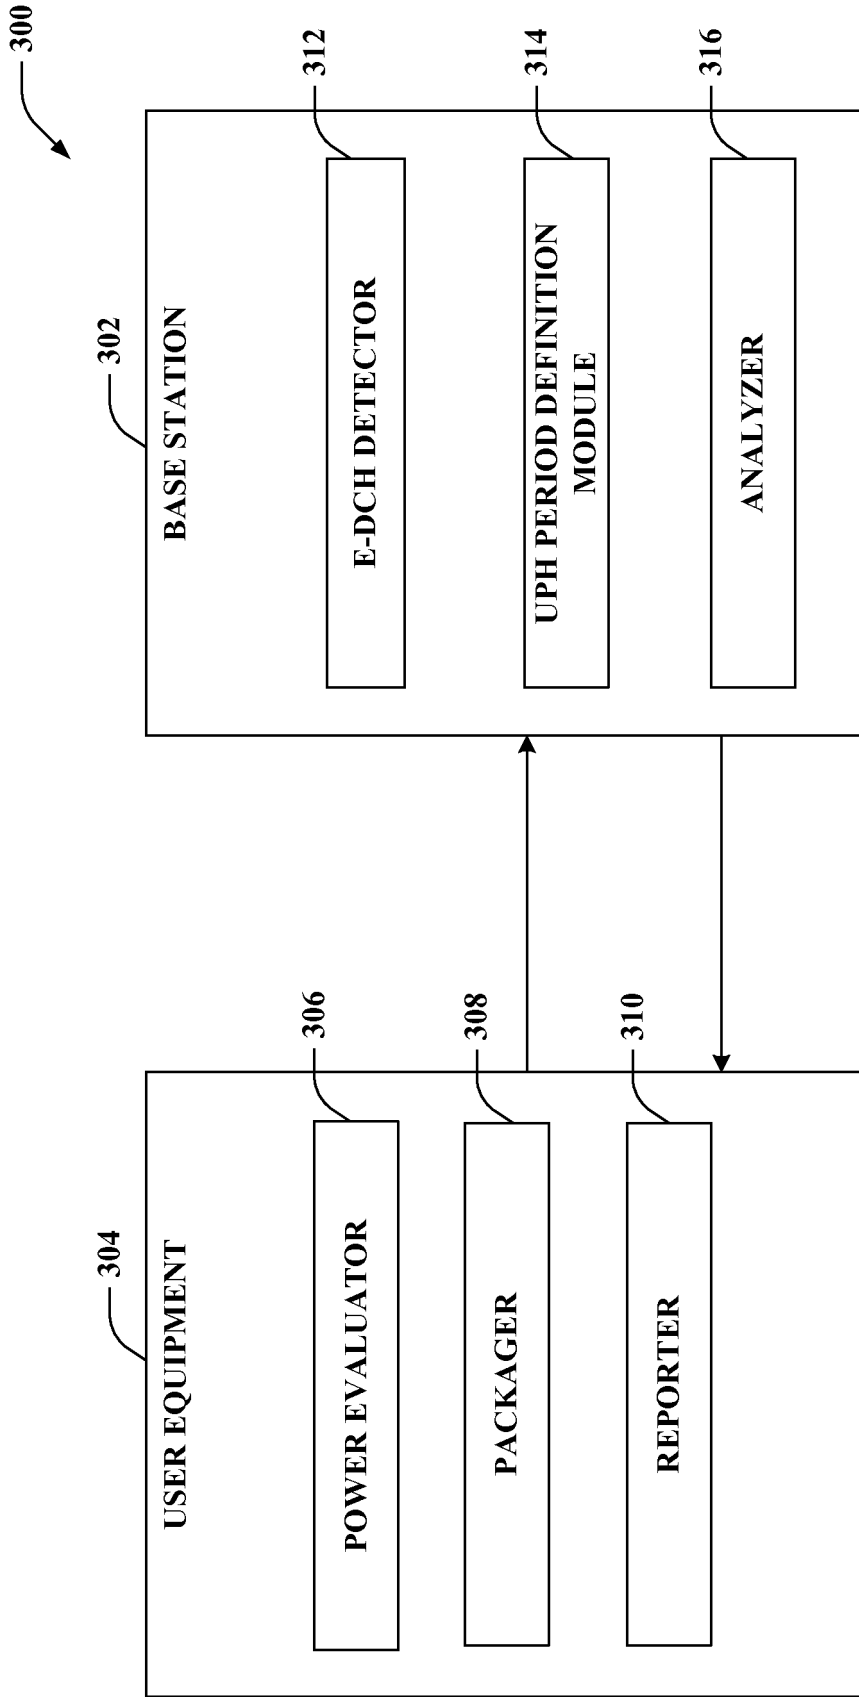 300
304
USER EQUIPMENT
306
POWER EVALUATOR
308
PACKAGER
310
REPORTER
302
BASE STATION
312
E-DCH DETECTOR
314
UPH PERIOD DEFINITION
MODULE
316
ANALYZER